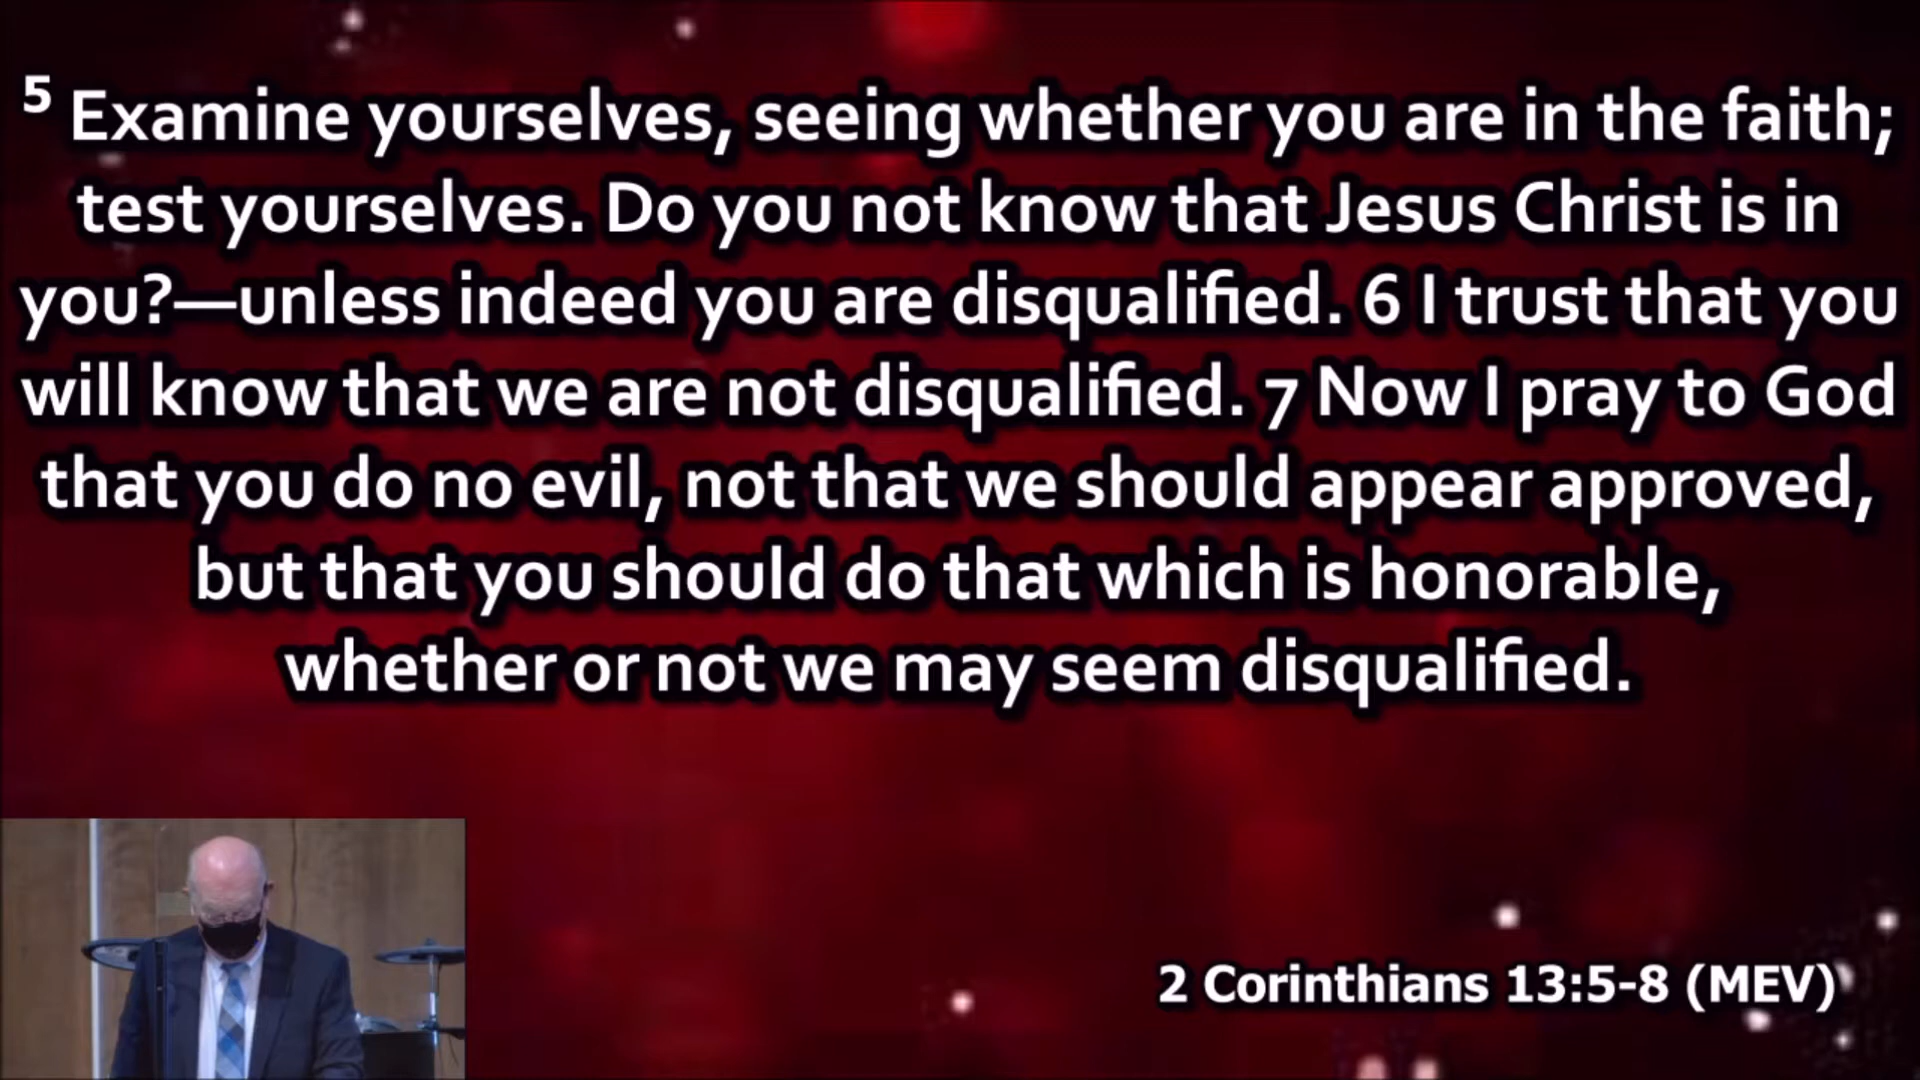 5 Examine yourselves, seeing whether you are in the faith;
test yourselves. Do you not know that Jesus Christ is in
you?—unless indeed you are disqualified. 6 I trust that you
will know that we are not disqualified. 7 Now I pray to God
that you do no evil, not that we should appear approved,
but that you should do that which is honorable,
whether or not we may seem disqualified.
2 Corinthians 13:5-8 (MEV)